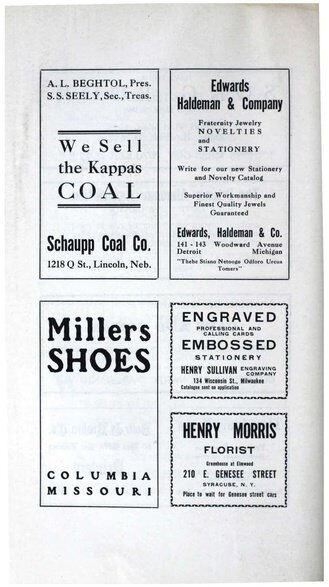 A. L. BEGHTOL, Pres.
S. S. SEELY, Sec., Treas.
We Sell
the Kappas
COAL
Schaupp Coal Co.
1218 Q St., Lincoln, Neb.
Edwards
Haldeman & Company
Fraternity Jewelry
NOVELTIES
and
STATIONERY
Write for our new Stationery
and Novelty Catalog
Superior Workmanship and
Finest Quality Jewels
Guaranteed
Edwards, Haldeman & Co.
141 - 143 Woodward Avenue
Detroit Michigan
"Thebe Stisno Netongo Odforo Urcus
Tomers"
Millers
SHOES
COLUMBIA
MISSOURI
ENGRAVED
PROFESSIONAL AND
CALLING CARDS
EMBOSSED
STATIONERY
HENRY SULLIVAN ENGRAVING
COMPANY
134 Wisconsin St., Milwaukee
Catalogue sent on application
HENRY MORRIS
FLORIST
Greenhouse at Elmwood
210 E. GENESEE STREET
SYRACUSE, N. Y.
Place to wait for Genesee street cars